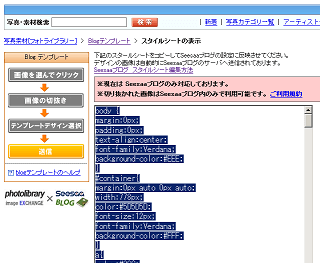 写真・素材検索
検索
| 新着 | 写真カテゴリ一覧 | アーティスト
写真素材[フォトライブラリー] > Blogテンプレート > スタイルシートの表示
Blog テンプレート
画像を選んでクリック
画像の切抜き
テンプレートデザイン選択
送信
blogテンプレートのヘルプ
photolibrary
image EXCHANGE
×
Seesaa
BLOG
下記のスタイルシートをコピーしてSeesaaブログの設定に反映させてください。
デザインの画像は自動的にSeesaaブログのサーバへ送信されております。
Seesaaブログ スタイルシート編集方法
※現在は Seesaaブログのみ対応しております。
※切り抜かれた画像はSeesaaブログ内のみで利用可能です。 ご利用規約
body {
margin:0px;
padding:0px;
text-align:center;
font-family:Verdana;
background-color:#EEE;
}
#container{
margin:0px auto 0px auto;
width:778px;
color:#5D5D5D;
font-size:12px;
font-family:Verdana;
background-color:#FFF;
}
a{